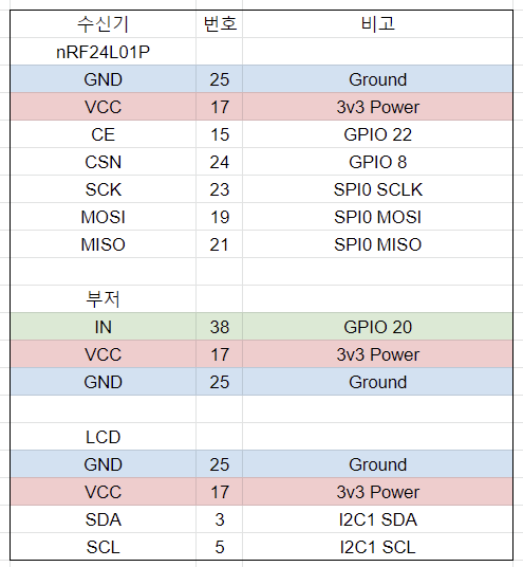 수신기 번호 비고
nRF24L01P
GND 25 Ground
VCC 17 3v3 Power
CE 15 GPIO 22
CSN 24 GPIO 8
SCK 23 SPI0 SCLK
MOSI 19 SPI0 MOSI
MISO 21 SPI0 MISO
부저
IN 38 GPIO 20
VCC 17 3v3 Power
GND 25 Ground
LCD
GND 25 Ground
VCC 17 3v3 Power
SDA 3 I2C1 SDA
SCL 5 I2C1 SCL